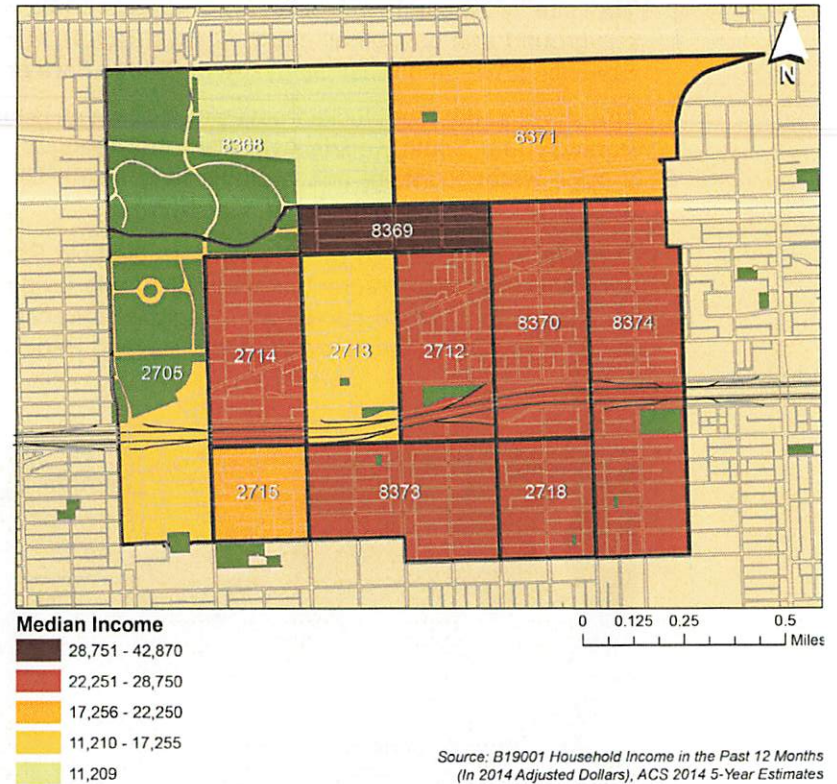 N
8368
8371
8369
8370
8374
2714
2713
2712
2705
2715
8373
2718
Median Income
28,751 - 42,870
22,251 - 28,750
17,256 - 22,250
11,210 - 17,255
11,209
0 0.125 0.25 0.5
Miles
Source: B19001 Household Income in the Past 12 Months
(In 2014 Adjusted Dollars), ACS 2014 5-Year Estimates